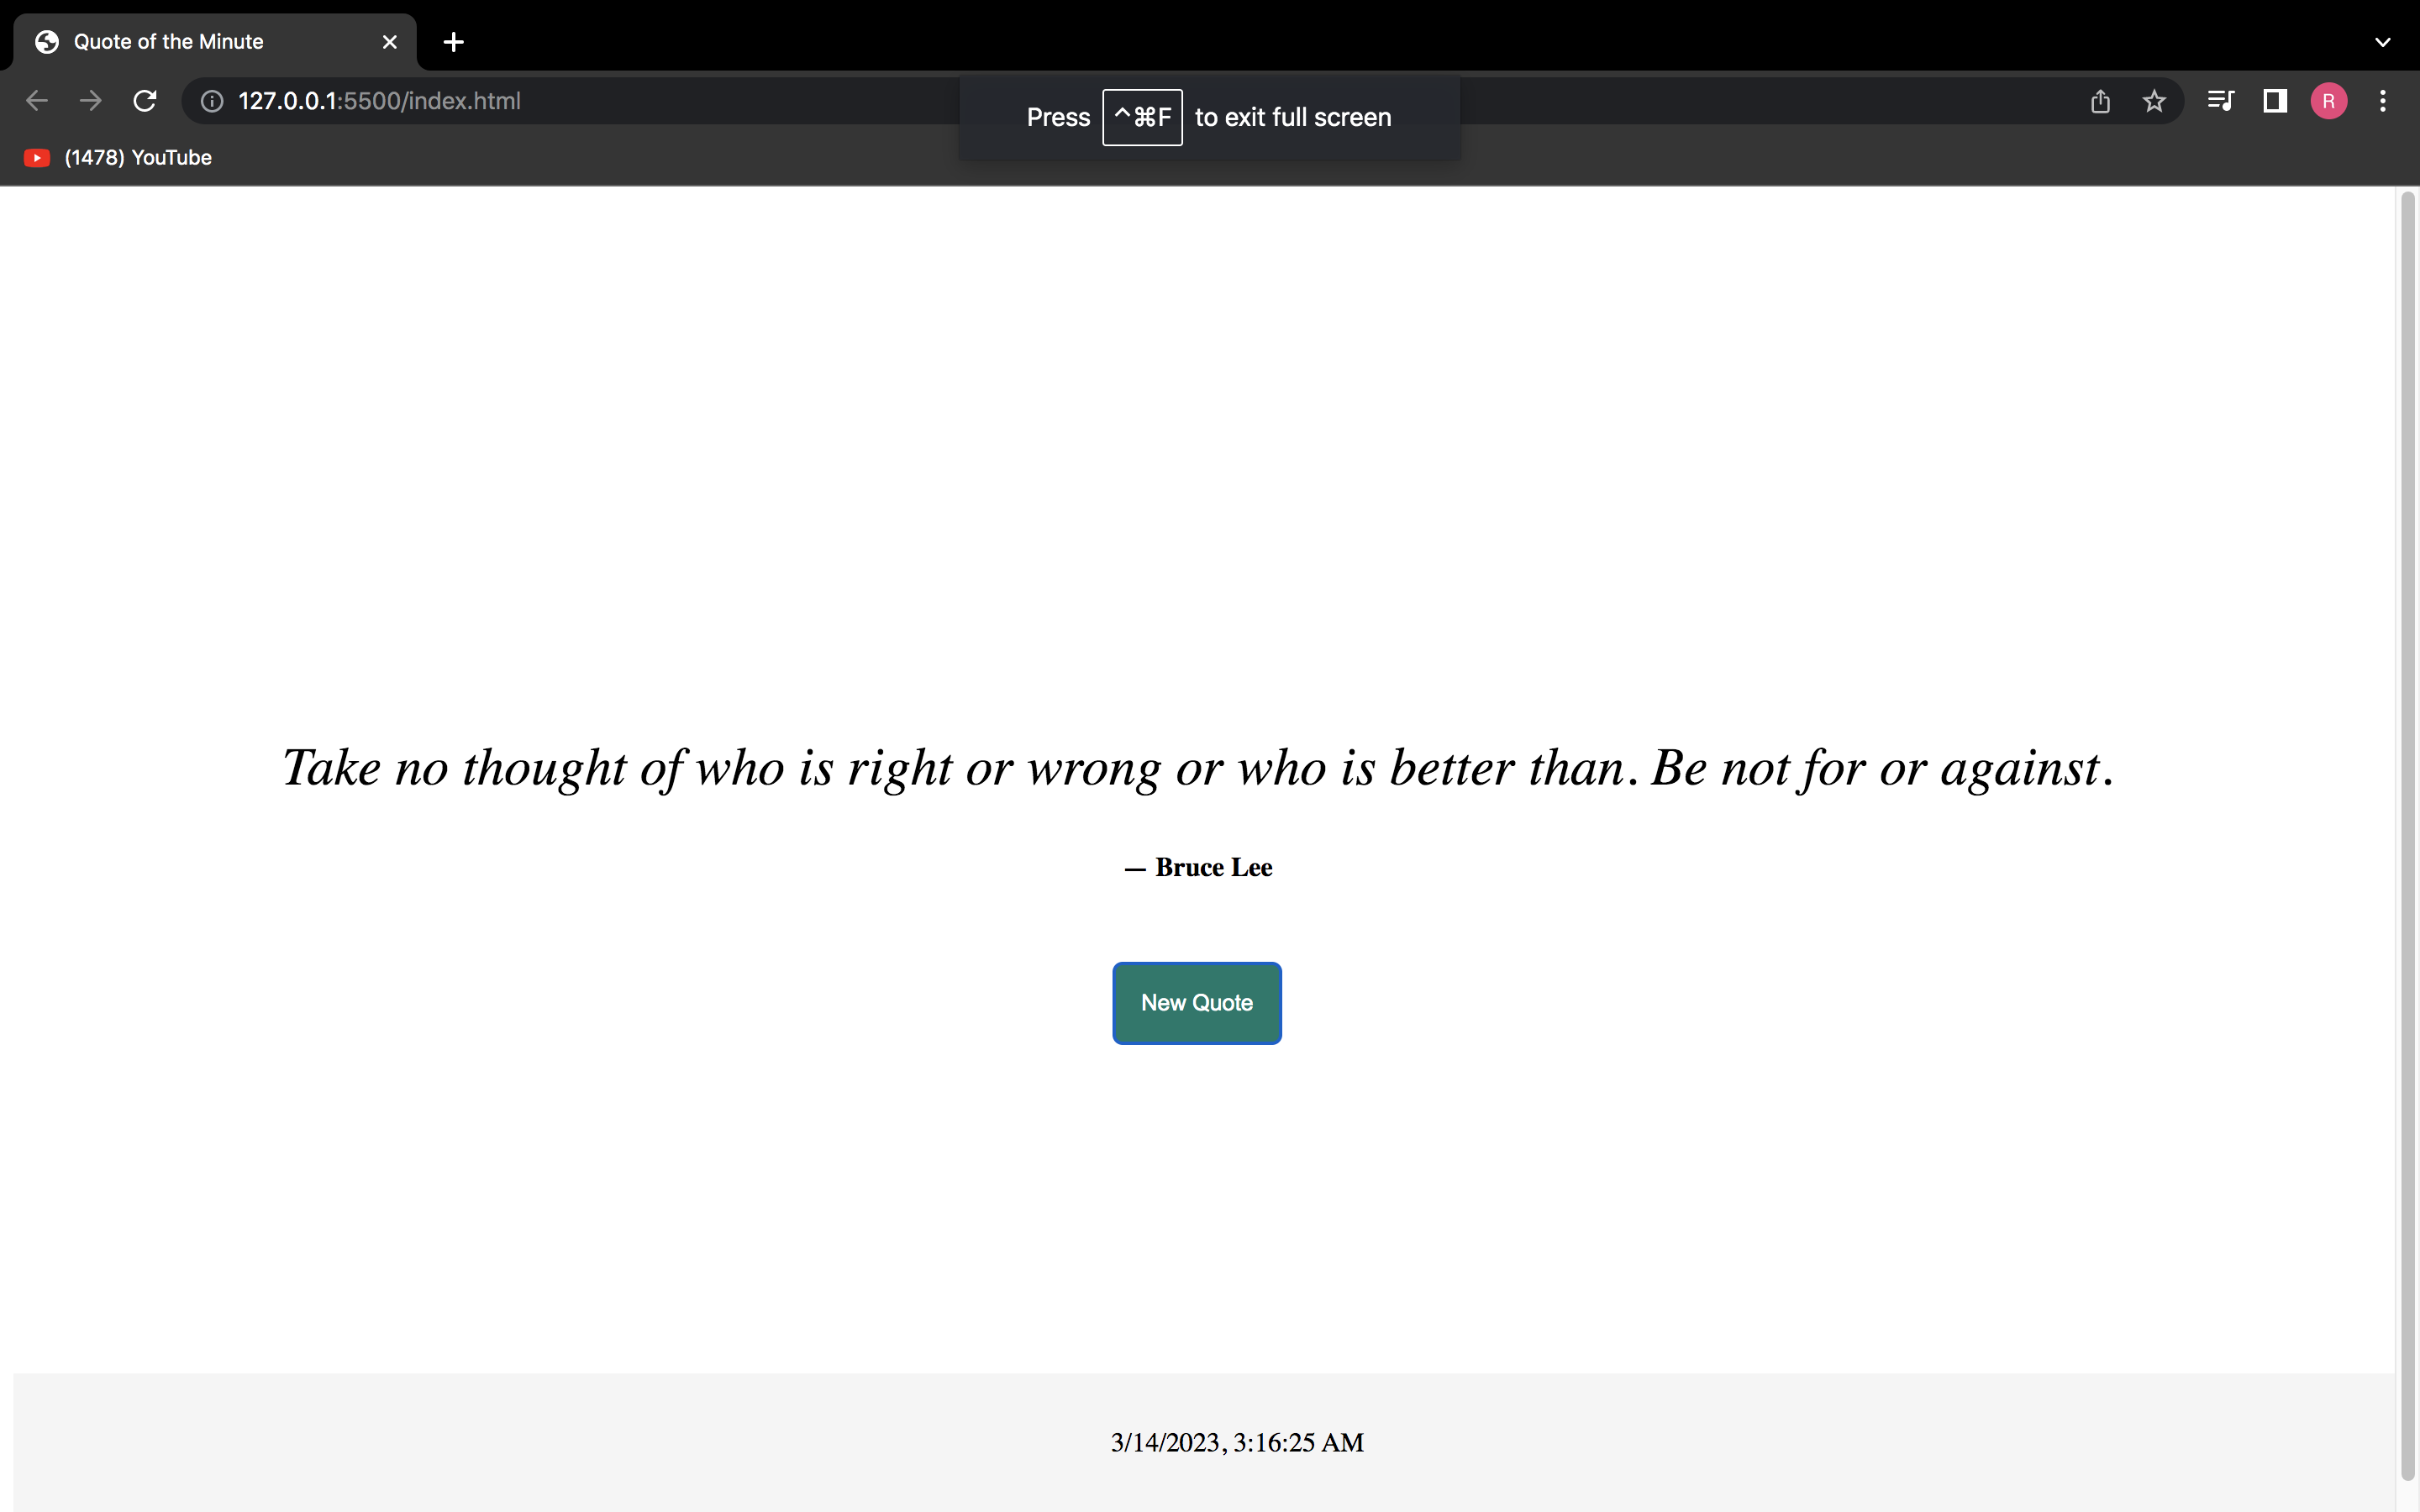 Quote of the Minute
127.0.0.1:5500/index.html
Press ^⌘F to exit full screen
R
(1478) YouTube
Take no thought of who is right or wrong or who is better than. Be not for or against.
— Bruce Lee
New Quote
3/14/2023, 3:16:25 AM